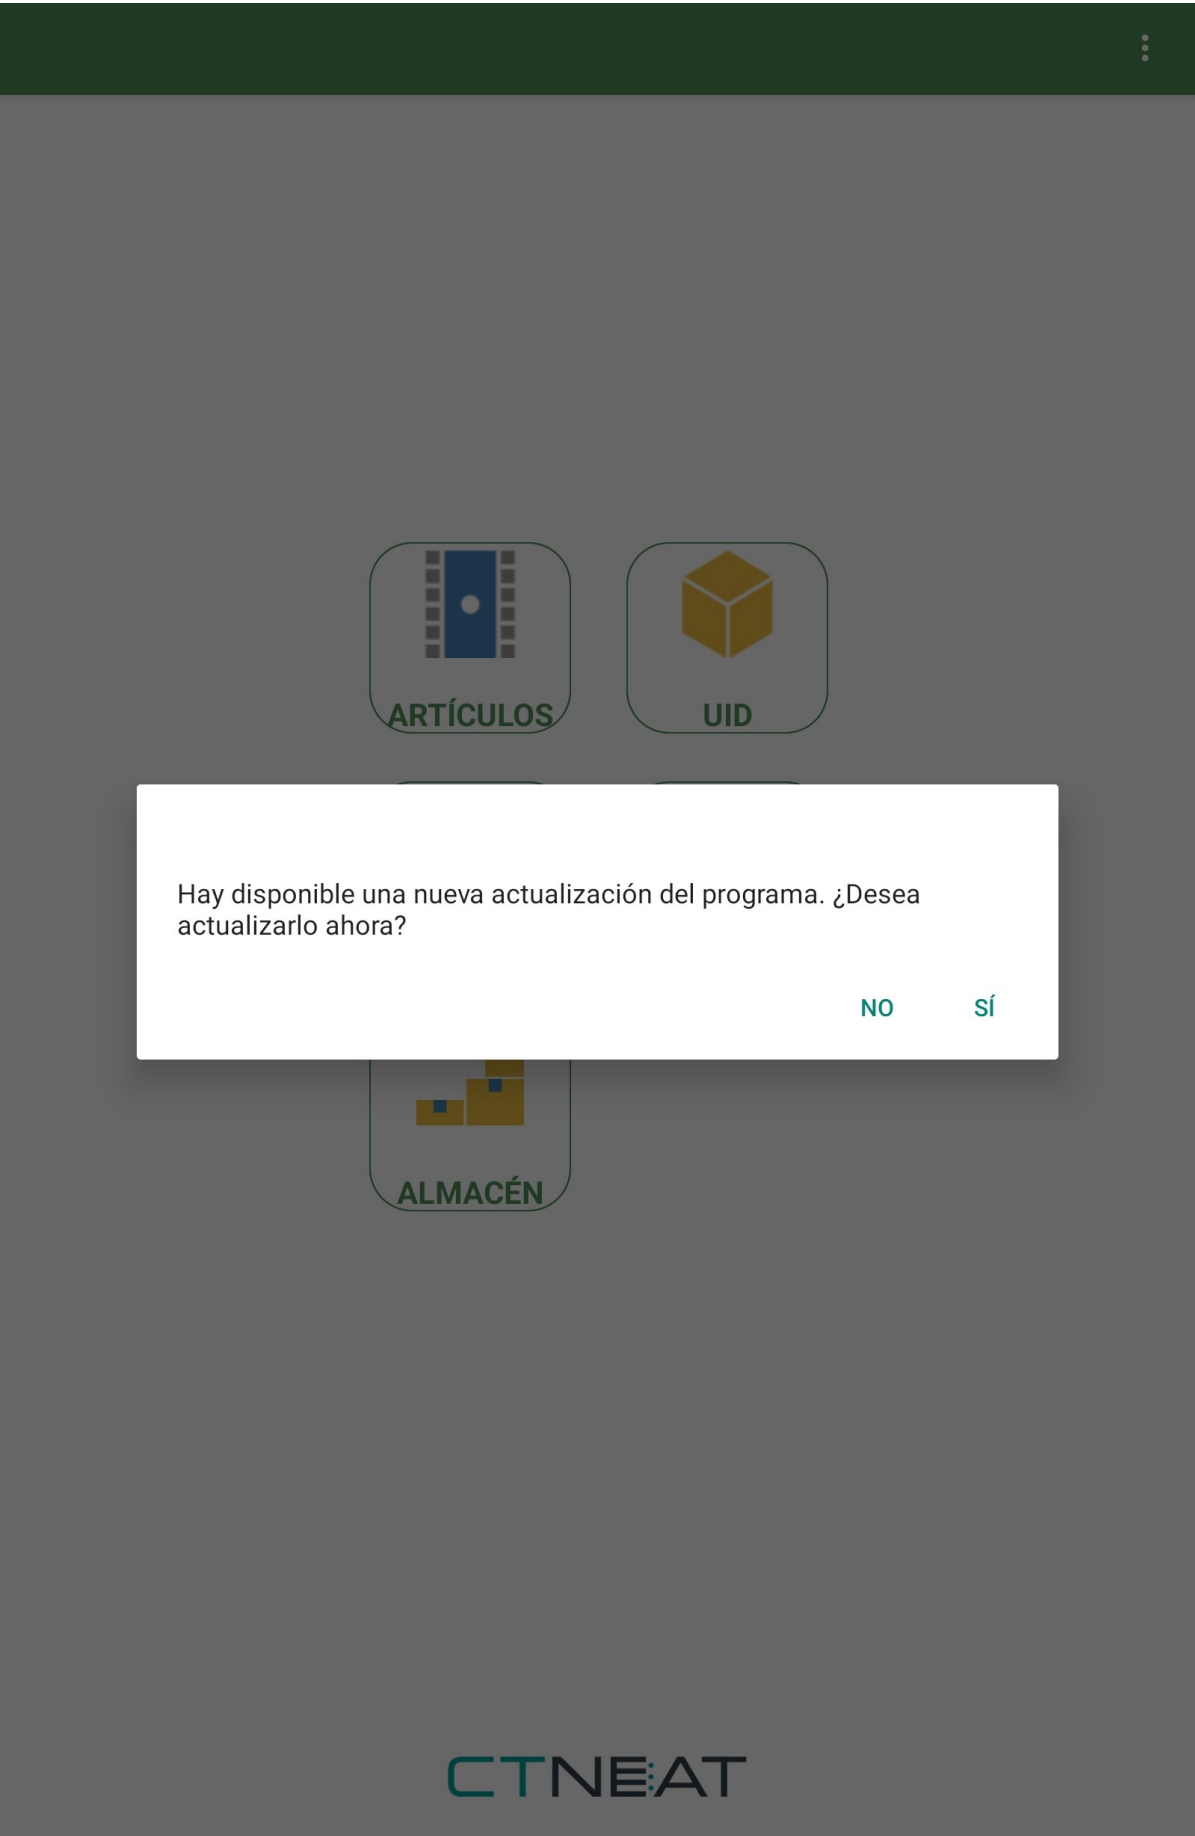 ARTÍCULOS
UID
Hay disponible una nueva actualización del programa. ¿Desea
actualizarlo ahora?
NO
SÍ
ALMACÉN
CTNEAT